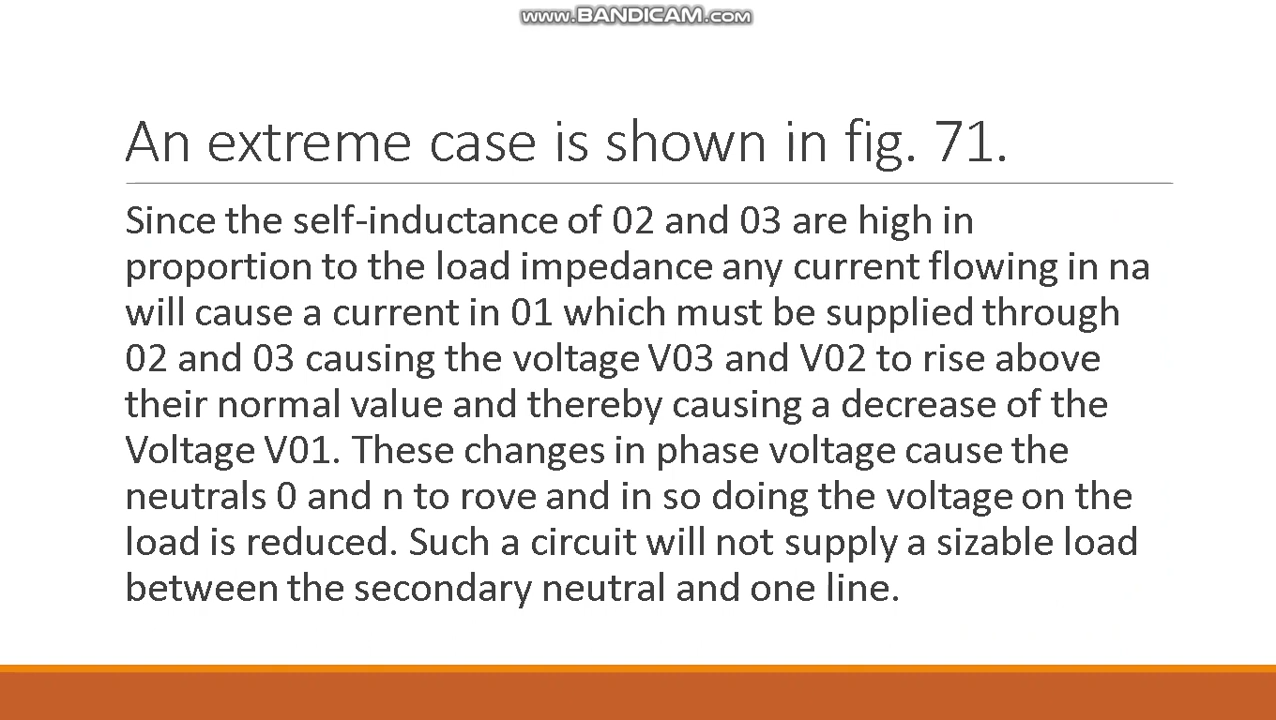 www.BANDICAM.com
An extreme case is shown in fig. 71.
Since the self-inductance of 02 and 03 are high in
proportion to the load impedance any current flowing in na
will cause a current in 01 which must be supplied through
02 and 03 causing the voltage V03 and V02 to rise above
their normal value and thereby causing a decrease of the
Voltage V01. These changes in phase voltage cause the
neutrals 0 and n to rove and in so doing the voltage on the
load is reduced. Such a circuit will not supply a sizable load
between the secondary neutral and one line.